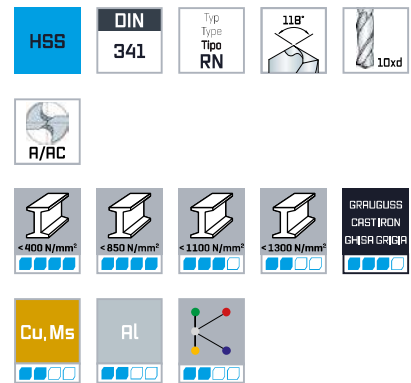 HSS
DIN
341
Typ
Type
Tipo
RN
118°
10xd
A/AC
<400 N/mm²
<850 N/mm²
<1100 N/mm²
<1300 N/mm²
GRAUGUSS
CAST IRON
GHISA GRIGIA
Cu, Ms
Al